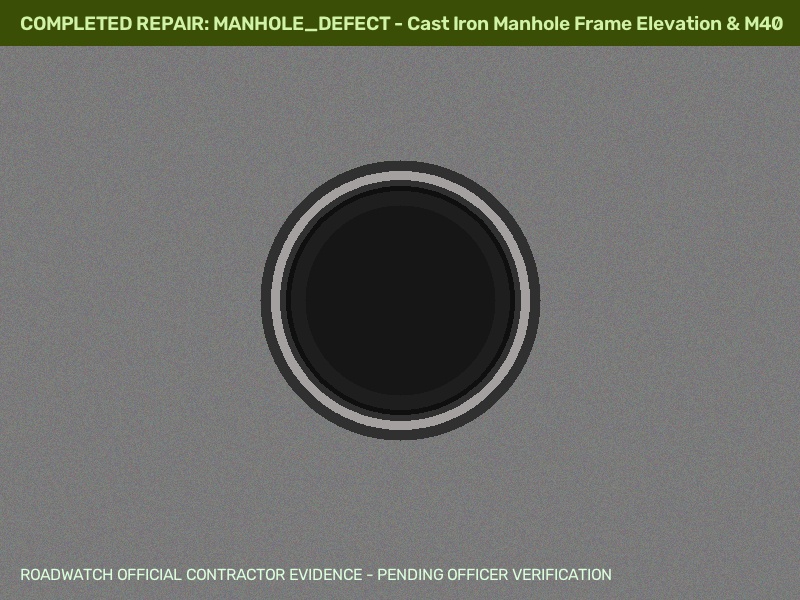 COMPLETED REPAIR: MANHOLE_DEFECT - Cast Iron Manhole Frame Elevation & M40
ROADWATCH OFFICIAL CONTRACTOR EVIDENCE - PENDING OFFICER VERIFICATION